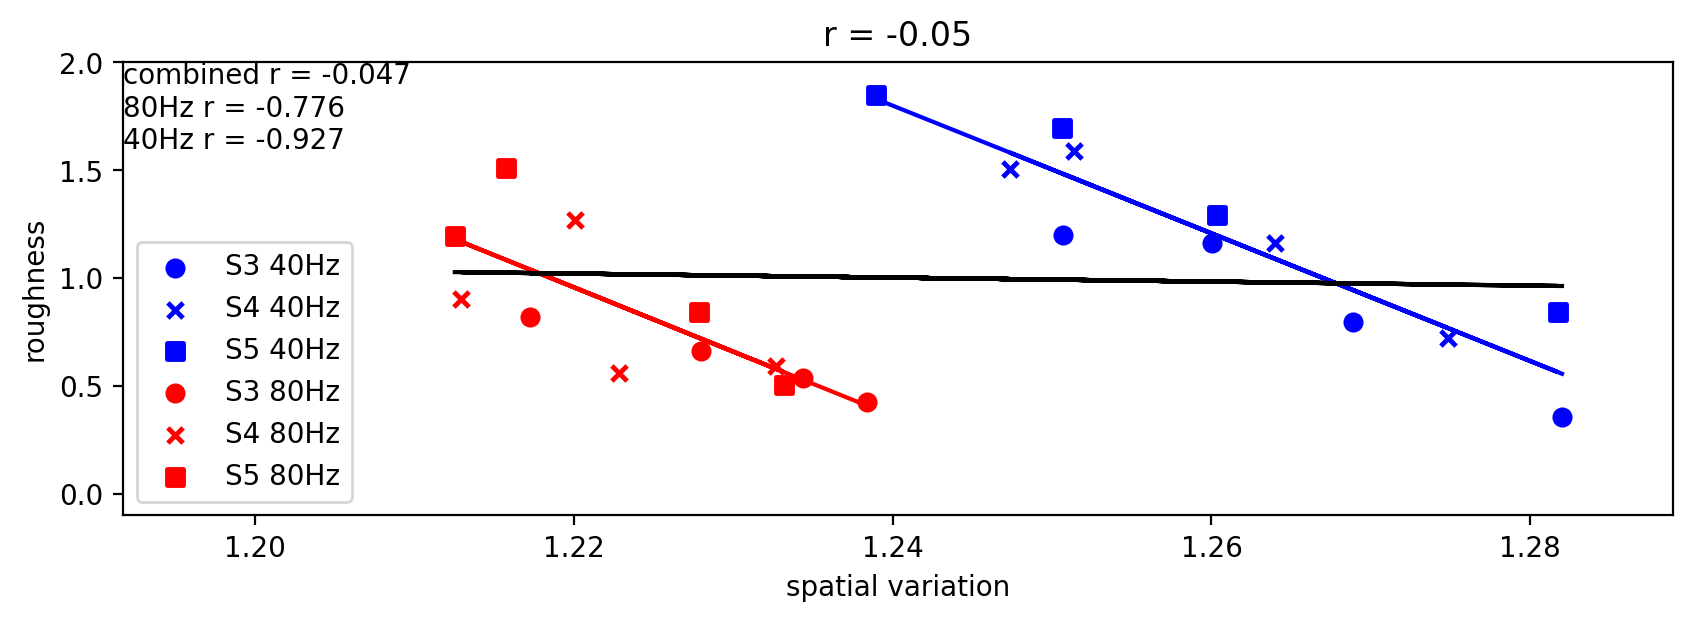 r = -0.05
combined r = -0.047
80Hz r = -0.776
40Hz r = -0.927
roughness
2.0
1.5
1.0
0.5
0.0
S3 40Hz
S4 40Hz
S5 40Hz
S3 80Hz
S4 80Hz
S5 80Hz
1.20 1.22 1.24 1.26 1.28
spatial variation